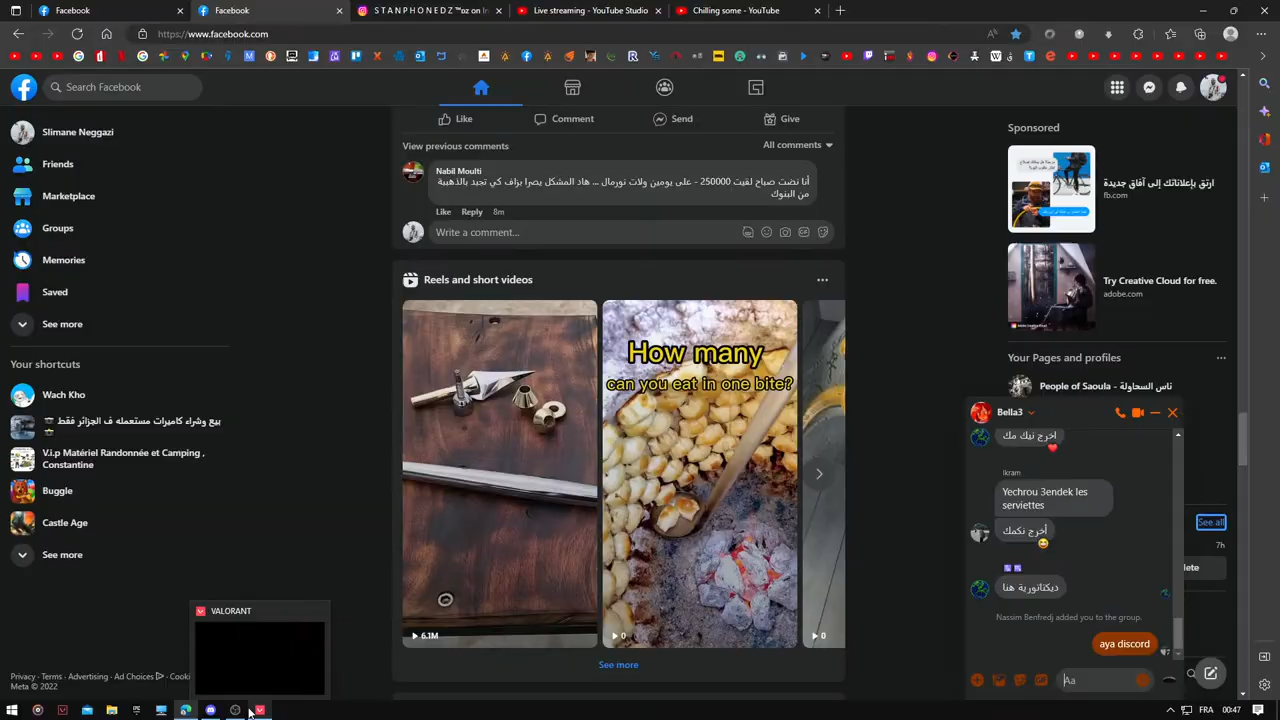 Facebook
Facebook
S T A N P H O N E D Z
Live streaming - YouTube Studio
Chilling some - YouTube
https://www.facebook.com
Search Facebook
Slimane Neggazi
Friends
Marketplace
Groups
Memories
Saved
See more
Your shortcuts
Wach Kho
بيع وشراء كاميرات مستعمله ف الجزائر فقط
V.i.p Matériel Randonnée et Camping ,
Constantine
Buggle
Castle Age
See more
VALORANT
Privacy · Terms · Advertising · Ad Choices
Meta © 2022
Like
Comment
Send
Give
View previous comments
All comments
Nabil Moulti
أنا نضت صباح لقيت 250000 - على يومين ولات نورمال ... هاد المشكل يصرا بزاف كي تجيد بالذهبية
من البنوك
Like Reply 8m
Write a comment...
Reels and short videos
How many
can you eat in one bite?
6.1M
0
0
See more
Sponsored
ارتق بإعلاناتك إلى آفاق جديدة
fb.com
Try Creative Cloud for free.
adobe.com
Your Pages and profiles
People of Saoula - ناس السحاولة
See all
7h
Bella3
اخرج نيك مك
Ikram
Yechrou 3endek les
serviettes
أخرج نكمك
ديكتاتورية هنا
Nassim Benfredj added you to the group.
aya discord
Aa
FRA
00:47